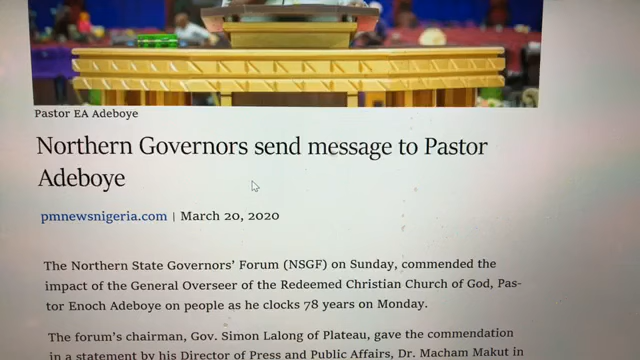 Pastor EA Adeboye
Northern Governors send message to Pastor
Adeboye
pmnewsnigeria.com | March 20, 2020
The Northern State Governors' Forum (NSGF) on Sunday, commended the
impact of the General Overseer of the Redeemed Christian Church of God, Pas-
tor Enoch Adeboye on people as he clocks 78 years on Monday.
The forum's chairman, Gov. Simon Lalong of Plateau, gave the commendation
in a statement by his Director of Press and Public Affairs, Dr. Macham Makut in